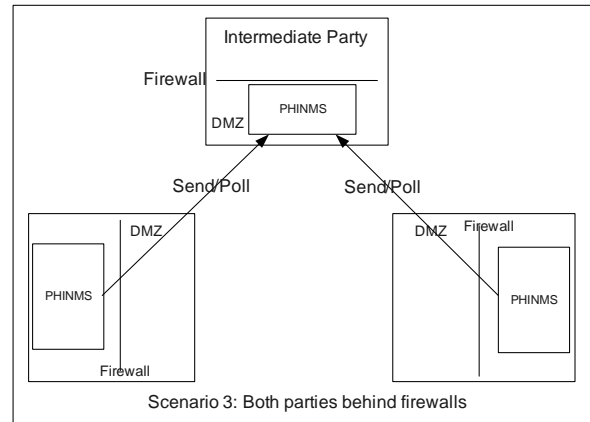 Intermediate Party
Firewall
PHINMS
DMZ
Send/Poll
Send/Poll
DMZ
PHINMS
Firewall
DMZ
Firewall
PHINMS
Scenario 3: Both parties behind firewalls